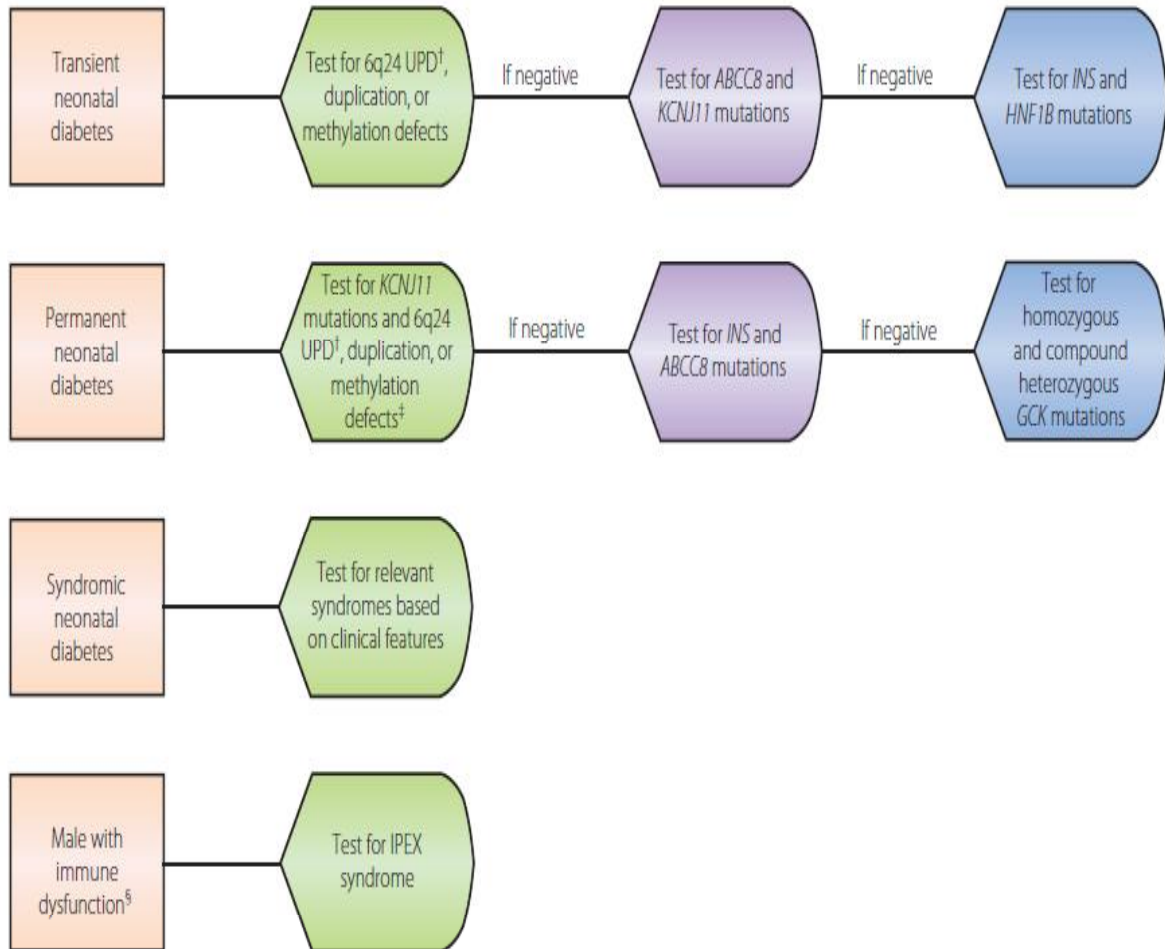 Transient
neonatal
diabetes
Test for 6q24 UPD†,
duplication, or
methylation defects
If negative
Test for ABCC8 and
KCNJ11 mutations
If negative
Test for INS and
HNF1B mutations
Permanent
neonatal
diabetes
Test for KCNJ11
mutations and 6q24
UPD†, duplication, or
methylation
defects‡
If negative
Test for INS and
ABCC8 mutations
If negative
Test for
homozygous
and compound
heterozygous
GCK mutations
Syndromic
neonatal
diabetes
Test for relevant
syndromes based
on clinical features
Male with
immune
dysfunction§
Test for IPEX
syndrome